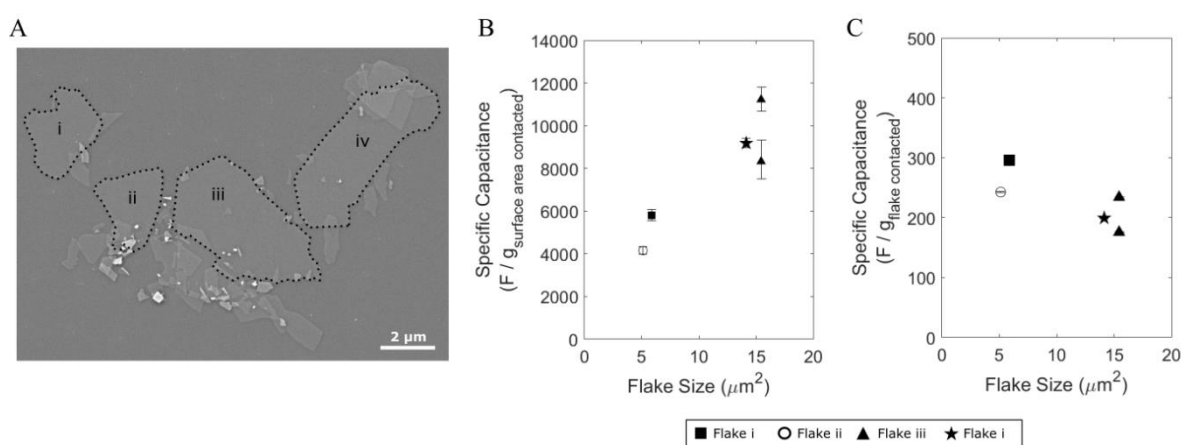 A
i
ii
iii
iv
2 μm
B
Specific Capacitance
(F / g surface area contacted)
14000
12000
10000
8000
6000
4000
2000
0
0 5 10 15 20
Flake Size (μm²)
C
Specific Capacitance
(F / g flake contacted)
500
400
300
200
100
0
0 5 10 15 20
Flake Size (μm²)
Flake i Flake ii Flake iii Flake i